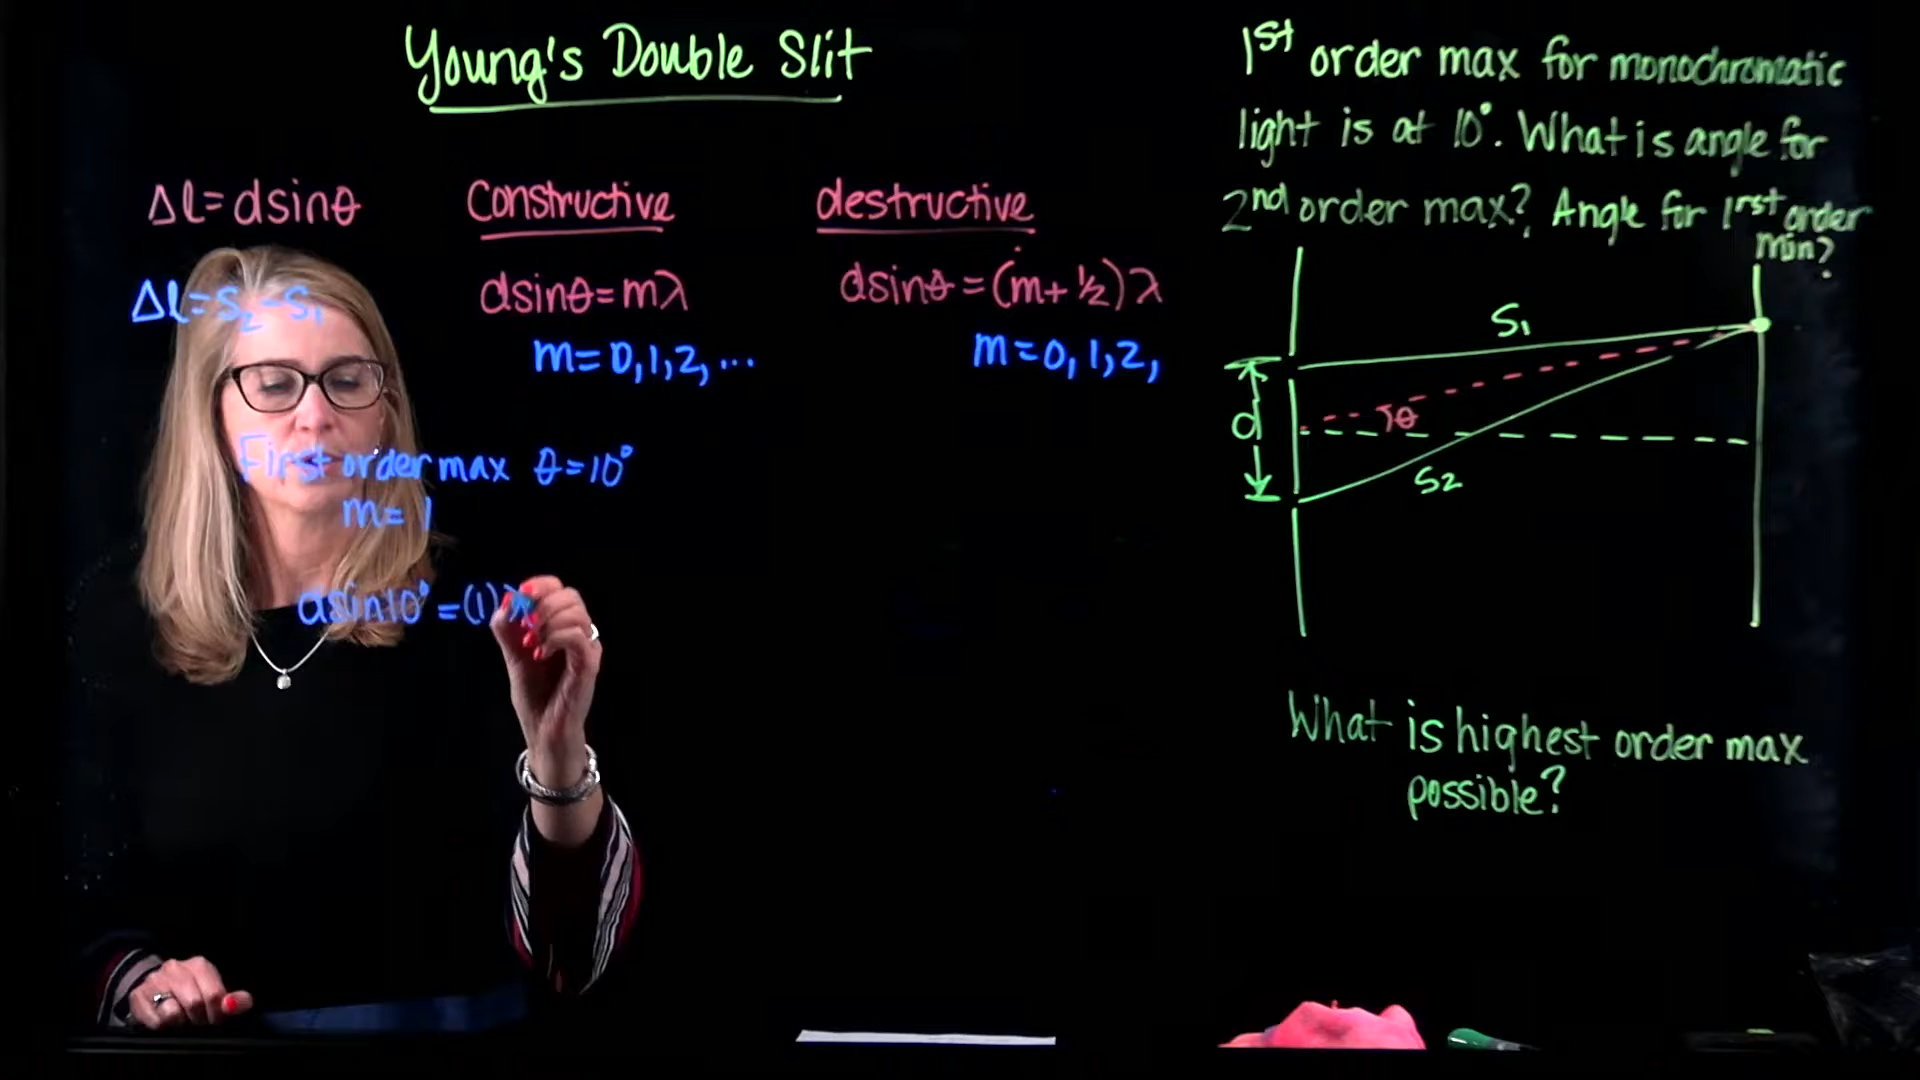 Young's Double Slit
Δl = dsinθ
Δl = S₂ - S₁
Constructive
dsinθ = mλ
m = 0, 1, 2, ...
destructive
dsinθ = (m + ½) λ
m = 0, 1, 2,
First order max θ = 10°
m = 1
dsin10° = (1) λ
1st order max for monochromatic
light is at 10°. What is angle for
2nd order max? Angle for 1rst order
min?
S₁
d
θ
S2
What is highest order max
possible?